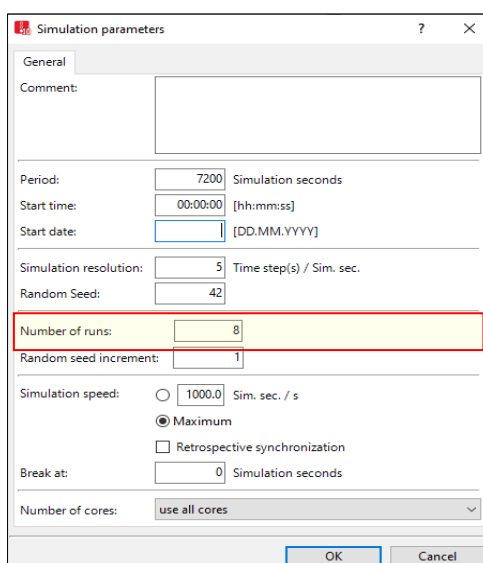 Simulation parameters ? ×
General
Comment:
Period: 7200 Simulation seconds
Start time: 00:00:00 [hh:mm:ss]
Start date: [DD.MM.YYYY]
Simulation resolution: 5 Time step(s) / Sim. sec.
Random Seed: 42
Number of runs: 8
Random seed increment: 1
Simulation speed: 1000.0 Sim. sec. / s
Maximum
Retrospective synchronization
Break at: 0 Simulation seconds
Number of cores: use all cores
OK Cancel